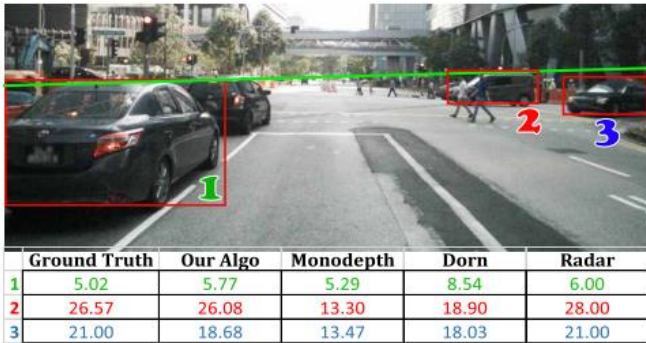 1
2
3
Ground Truth Our Algo Monodepth Dorn Radar
1 5.02 5.77 5.29 8.54 6.00
2 26.57 26.08 13.30 18.90 28.00
3 21.00 18.68 13.47 18.03 21.00